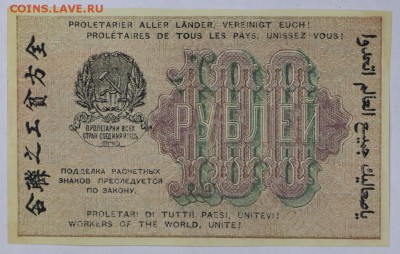 COINS.LAVE.RU
PROLETARIER ALLER LÄNDER, VEREINIGT EUCH!
PROLÉTAIRES DE TOUS LES PAYS, UNISSEZ-VOUS!
100
РУБЛЕЙ
ПРОЛЕТАРИИ ВСЕХ
СТРАН СОЕДИНЯЙТЕСЬ
ПОДДЕЛКА РАСЧЕТНЫХ
ЗНАКОВ ПРЕСЛЕДУЕТСЯ
ПО ЗАКОНУ.
PROLETARI DI TUTTI I PAESI, UNITEVI!
WORKERS OF THE WORLD, UNITE!
全方貧工之聯合